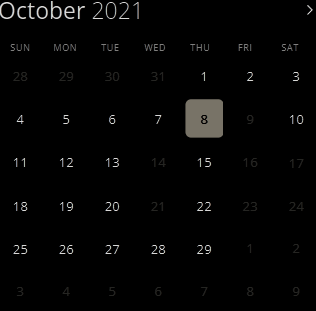 October 2021
SUN MON TUE WED THU FRI SAT
28 29 30 31 1 2 3
4 5 6 7 8 9 10
11 12 13 14 15 16 17
18 19 20 21 22 23 24
25 26 27 28 29 1 2
3 4 5 6 7 8 9